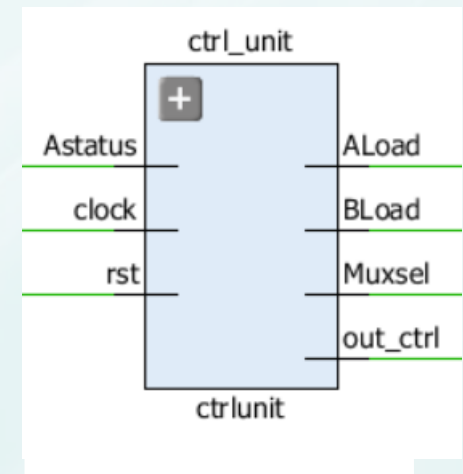 ctrl_unit
Astatus
ALoad
clock
BLoad
rst
Muxsel
out_ctrl
ctrlunit